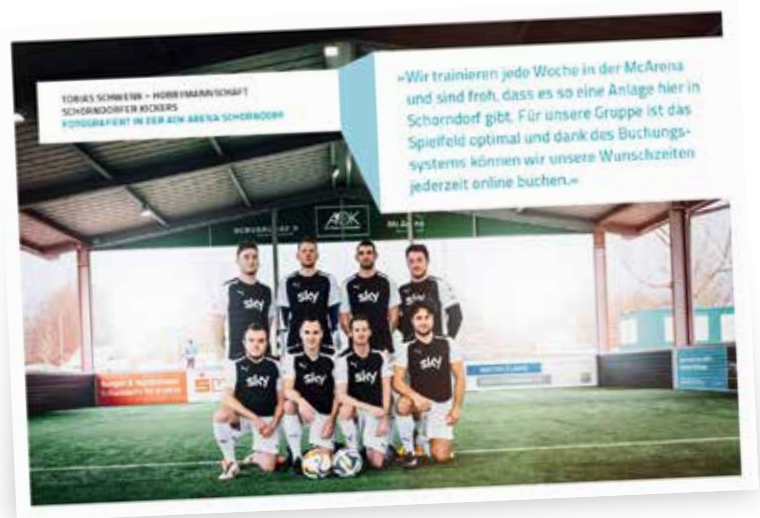 TOBIAS SCHWENK – HOBBYMANNSCHAFT
SCHORNDORFER KICKERS
FOTOGRAFIERT IN DER AOK ARENA SCHORNDORF
»Wir trainieren jede Woche in der McArena
und sind froh, dass es so eine Anlage hier in
Schorndorf gibt. Für unsere Gruppe ist das
Spielfeld optimal und dank des Buchungs-
systems können wir unsere Wunschzeiten
jederzeit online buchen.«
AOK
McArena
sky
sky
sky
sky
sky
sky
sky
sky